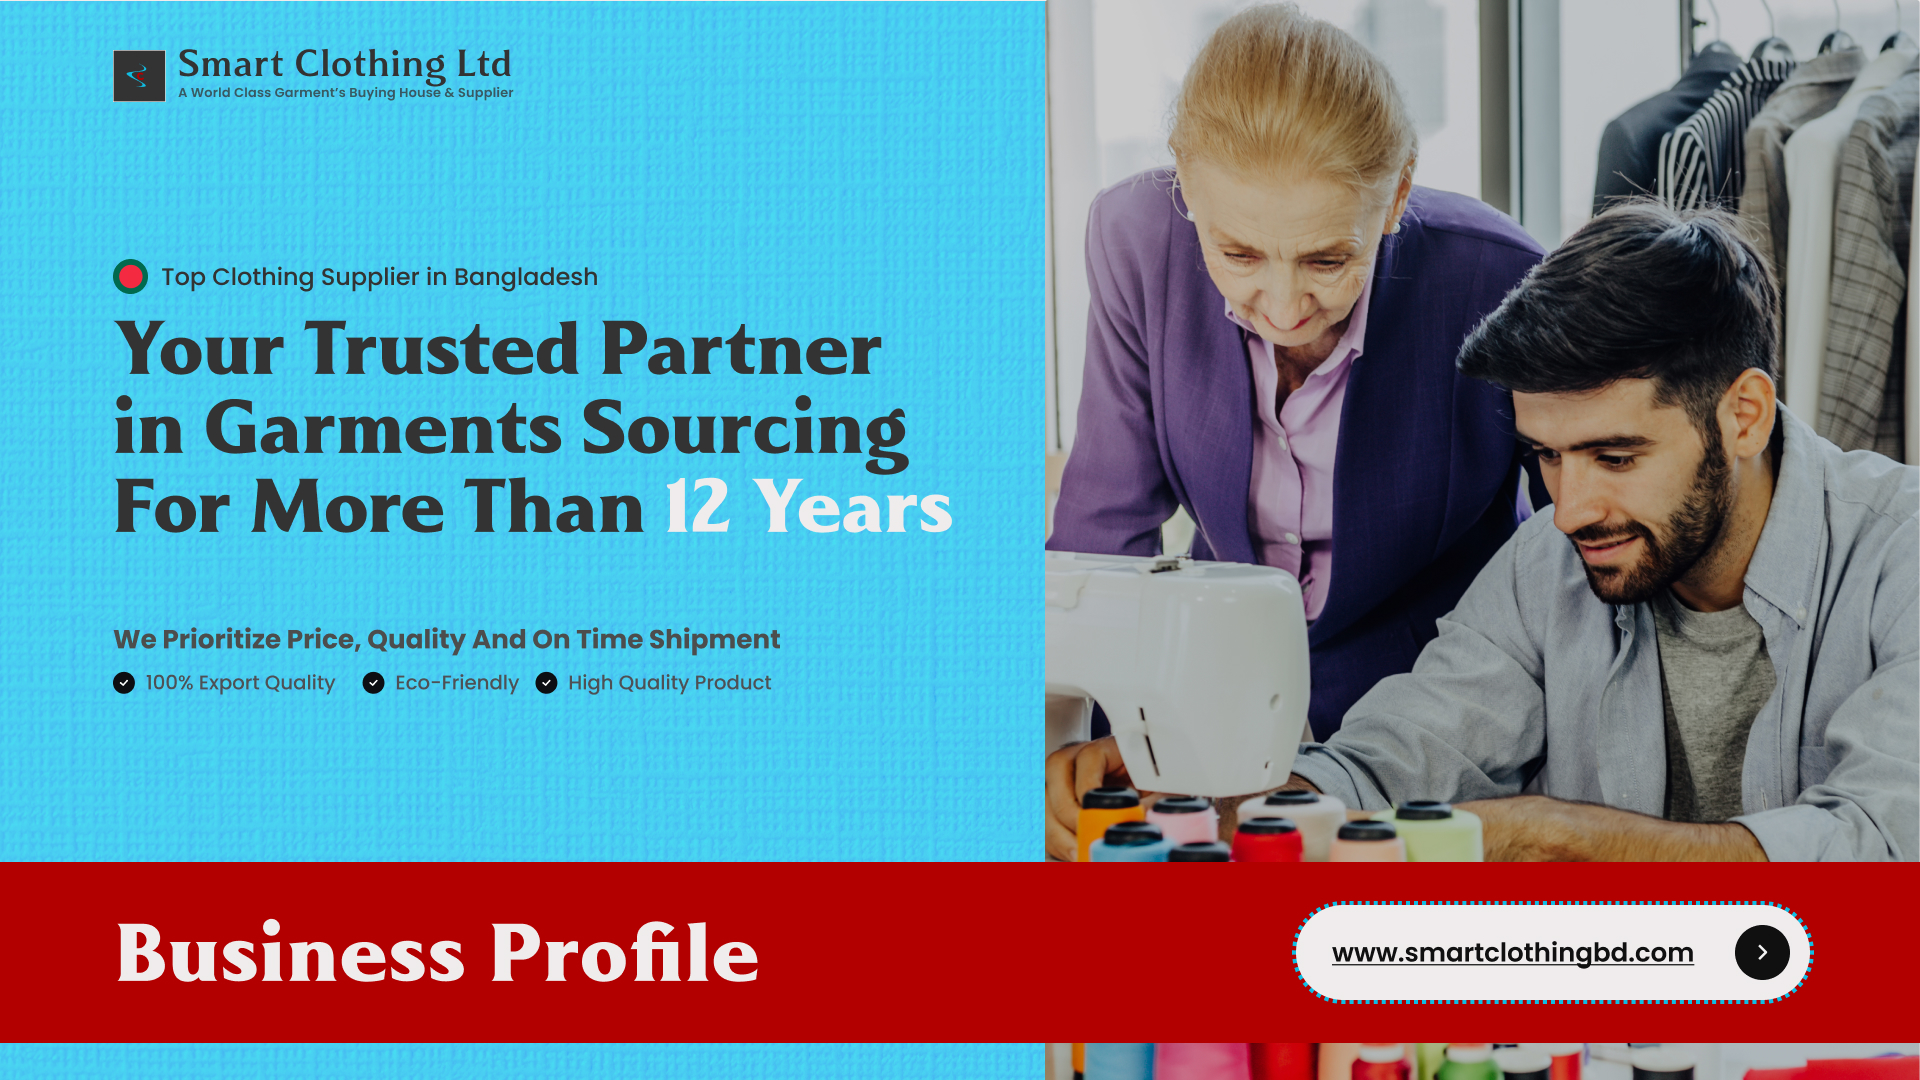 Smart Clothing Ltd
A World Class Garment's Buying House & Supplier
Top Clothing Supplier in Bangladesh
Your Trusted Partner
in Garments Sourcing
For More Than 12 Years
We Prioritize Price, Quality And On Time Shipment
100% Export Quality Eco-Friendly High Quality Product
Business Profile
www.smartclothingbd.com